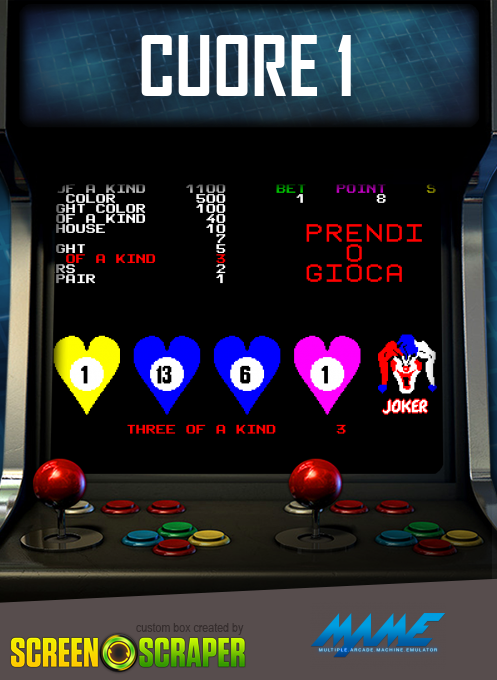 CUORE 1
OF A KIND 1100 BET POINT S
COLOR 500 1 8
GHT COLOR 100
OF A KIND 40
HOUSE 10
7
GHT 5
OF A KIND 3
RS 2
PAIR 1
PRENDI
O
GIOCA
1 13 6 1
JOKER
THREE OF A KIND 3
custom box created by
SCREEN SCRAPER
MAME
MULTIPLE ARCADE MACHINE EMULATOR